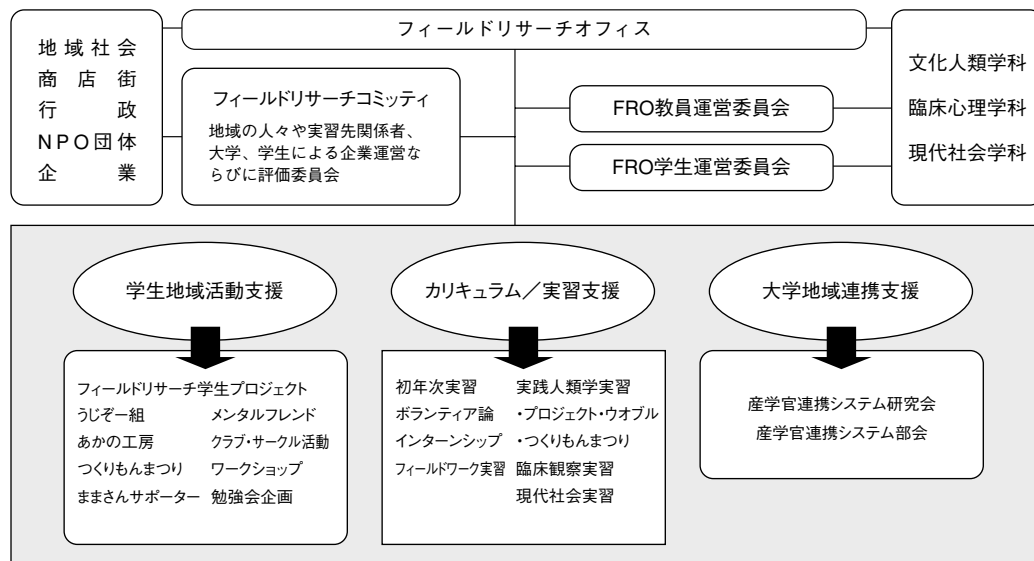 フィールドリサーチオフィス
地域社会
商店街
行政
NPO団体
企業
フィールドリサーチコミッティ
地域の人々や実習先関係者、
大学、学生による企業運営な
らびに評価委員会
FRO教員運営委員会
FRO学生運営委員会
文化人類学科
臨床心理学科
現代社会学科
学生地域活動支援
フィールドリサーチ学生プロジェクト
うじぞー組 メンタルフレンド
あかの工房 クラブ・サークル活動
つくりもんまつり ワークショップ
ままさんサポーター 勉強会企画
カリキュラム／実習支援
初年次実習 実践人類学実習
ボランティア論 ・プロジェクト・ウオブル
インターンシップ ・つくりもんまつり
フィールドワーク実習 臨床観察実習
現代社会実習
大学地域連携支援
産学官連携システム研究会
産学官連携システム部会